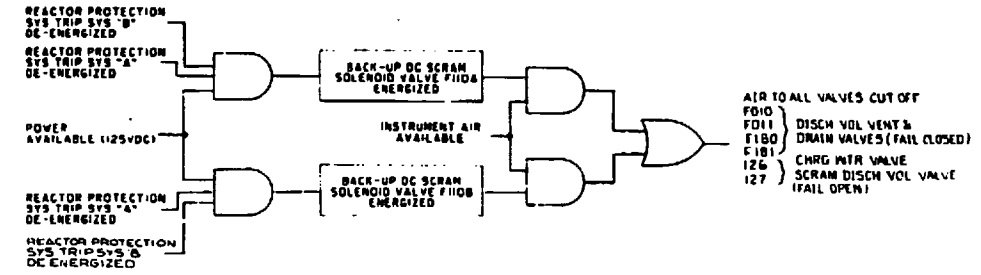 REACTOR PROTECTION
SYS TRIP SYS "B"
DE-ENERGIZED
REACTOR PROTECTION
SYS TRIP SYS "A"
DE-ENERGIZED
POWER
AVAILABLE (125VDC)
REACTOR PROTECTION
SYS TRIP SYS "A"
DE-ENERGIZED
REACTOR PROTECTION
SYS TRIP SYS B
DE ENERGIZED
BACK-UP DC SCRAM
SOLENOID VALVE F110A
ENERGIZED
INSTRUMENT AIR
AVAILABLE
BACK-UP DC SCRAM
SOLENOID VALVE F110B
ENERGIZED
AIR TO ALL VALVES CUT OFF
F010
F011
F180
F181
DISCH VOL VENT &
DRAIN VALVES (FAIL CLOSED)
126
127
CHRG WTR VALVE
SCRAM DISCH VOL VALVE
(FAIL OPEN)